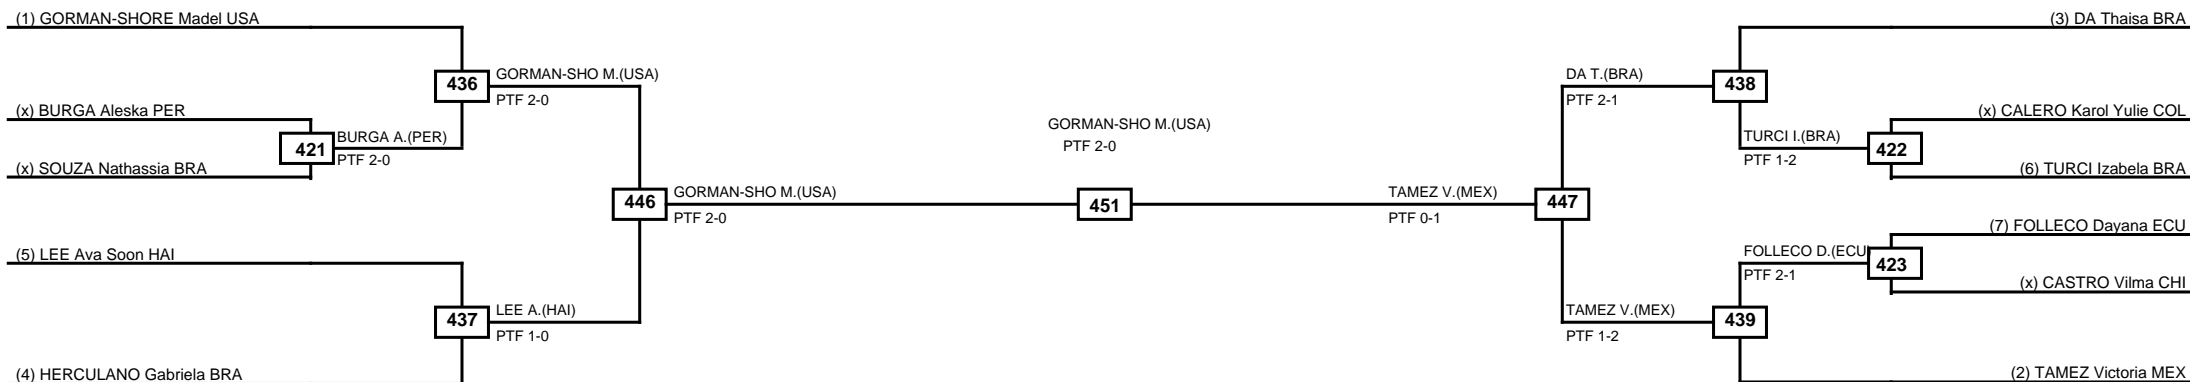 (1) GORMAN-SHORE Madel USA
(3) DA Thaisa BRA
436
GORMAN-SHO M.(USA)
PTF 2-0
DA T.(BRA)
PTF 2-1
438
(x) BURGA Aleska PER
(x) CALERO Karol Yulie COL
GORMAN-SHO M.(USA)
PTF 2-0
421
BURGA A.(PER)
PTF 2-0
TURCI I.(BRA)
PTF 1-2
422
(x) SOUZA Nathassia BRA
(6) TURCI Izabela BRA
446
GORMAN-SHO M.(USA)
PTF 2-0
451
TAMEZ V.(MEX)
PTF 0-1
447
(7) FOLLECO Dayana ECU
(5) LEE Ava Soon HAI
FOLLECO D.(ECU)
PTF 2-1
423
(x) CASTRO Vilma CHI
437
LEE A.(HAI)
PTF 1-0
TAMEZ V.(MEX)
PTF 1-2
439
(4) HERCULANO Gabriela BRA
(2) TAMEZ Victoria MEX